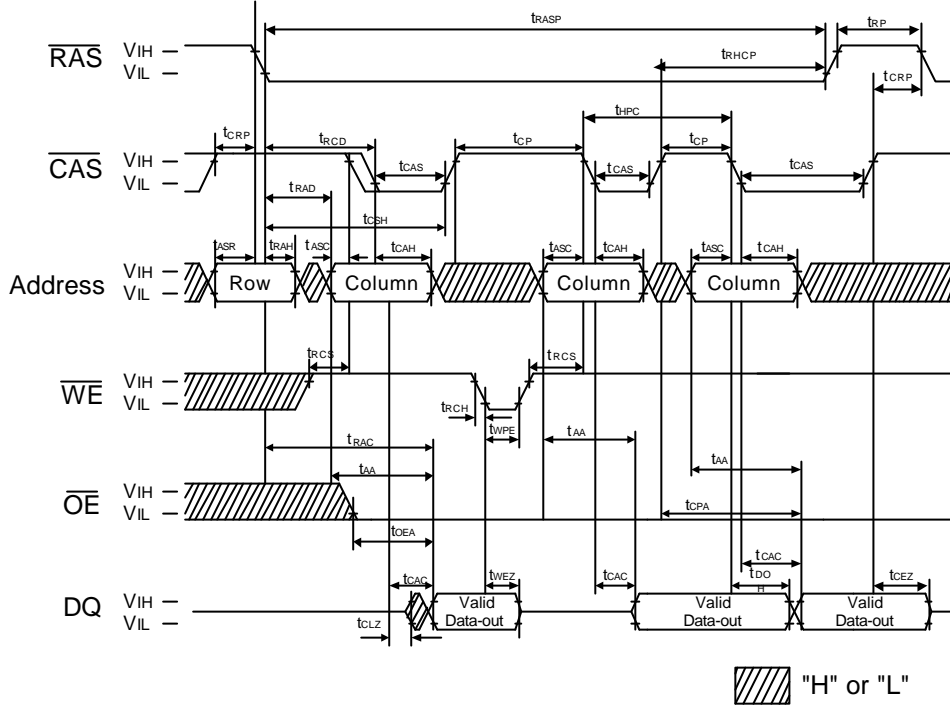 tRASP
tRP
RAS
VIH
VIL
tRHCP
tCRP
tHPC
tCRP
tRCD
tCP
tCP
CAS
VIH
VIL
tCAS
tCAS
tCAS
tRAD
tCSH
tASR
tRAH
tASC
tCAH
tASC
tCAH
tASC
tCAH
Address
VIH
VIL
Row
Column
Column
Column
tRCS
tRCS
WE
VIH
VIL
tRCH
tWPE
tRAC
tAA
tAA
tAA
OE
VIH
VIL
tCPA
tOEA
tCAC
tCAC
tWEZ
tCAC
tDO
H
tCEZ
DQ
VIH
VIL
Valid
Data-out
Valid
Data-out
Valid
Data-out
tCLZ
"H" or "L"